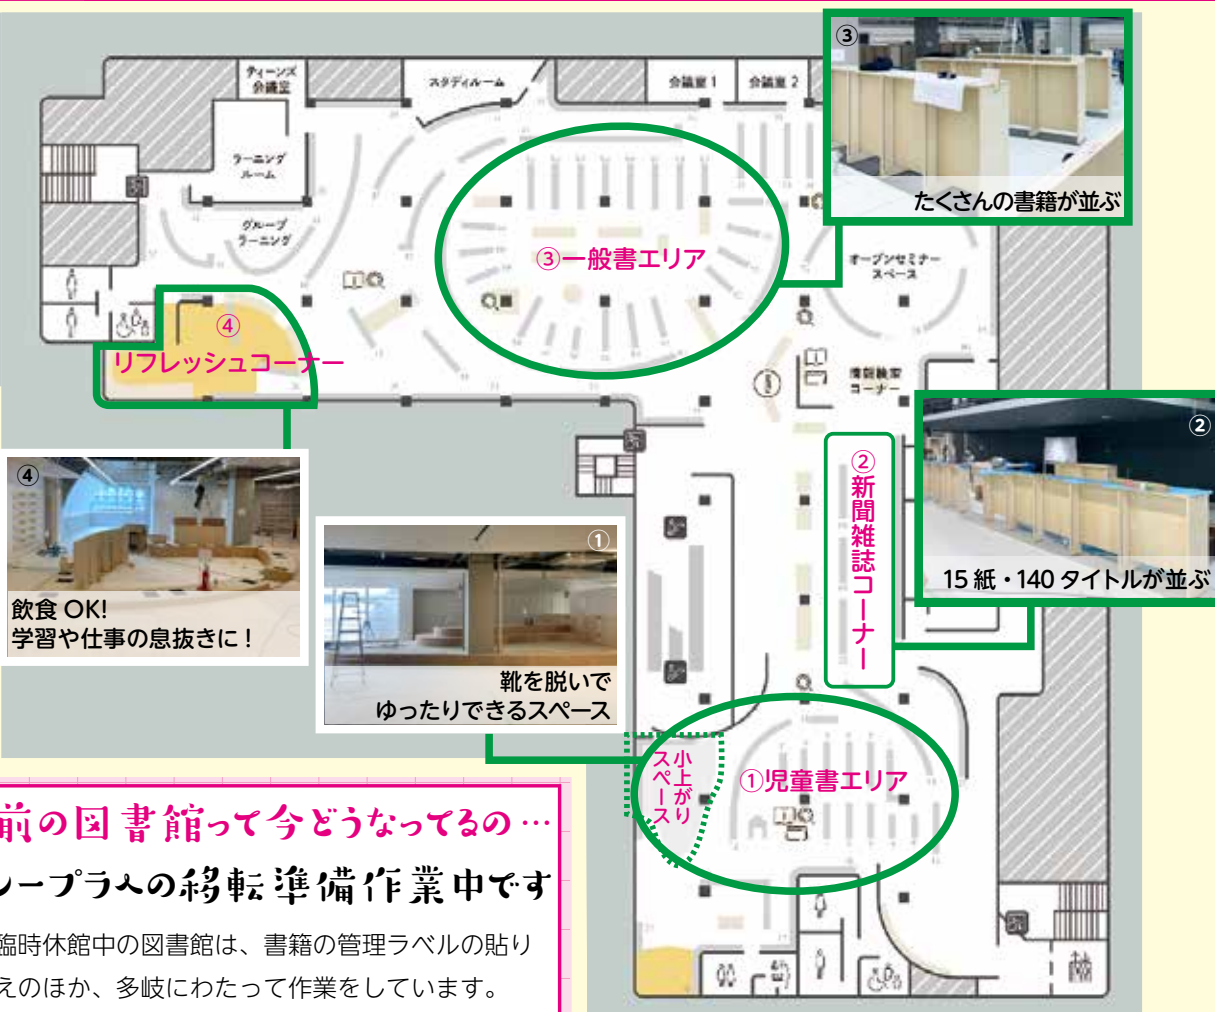 ティーンズ
会議室
スタディルーム
会議室 1
会議室 2
③
たくさんの書籍が並ぶ
ラーニング
ルーム
グループ
ラーニング
③一般書エリア
オープンセミナー
スペース
④
リフレッシュコーナー
情報検索
コーナー
②
15 紙・140 タイトルが並ぶ
②新聞雑誌コーナー
④
飲食 OK!
学習や仕事の息抜きに！
①
靴を脱いで
ゆったりできるスペース
小上がり
スペース
①児童書エリア
前の図書館って今どうなってるの…
ループラへの移転準備作業中です
臨時休館中の図書館は、書籍の管理ラベルの貼り
えのほか、多岐にわたって作業をしています。